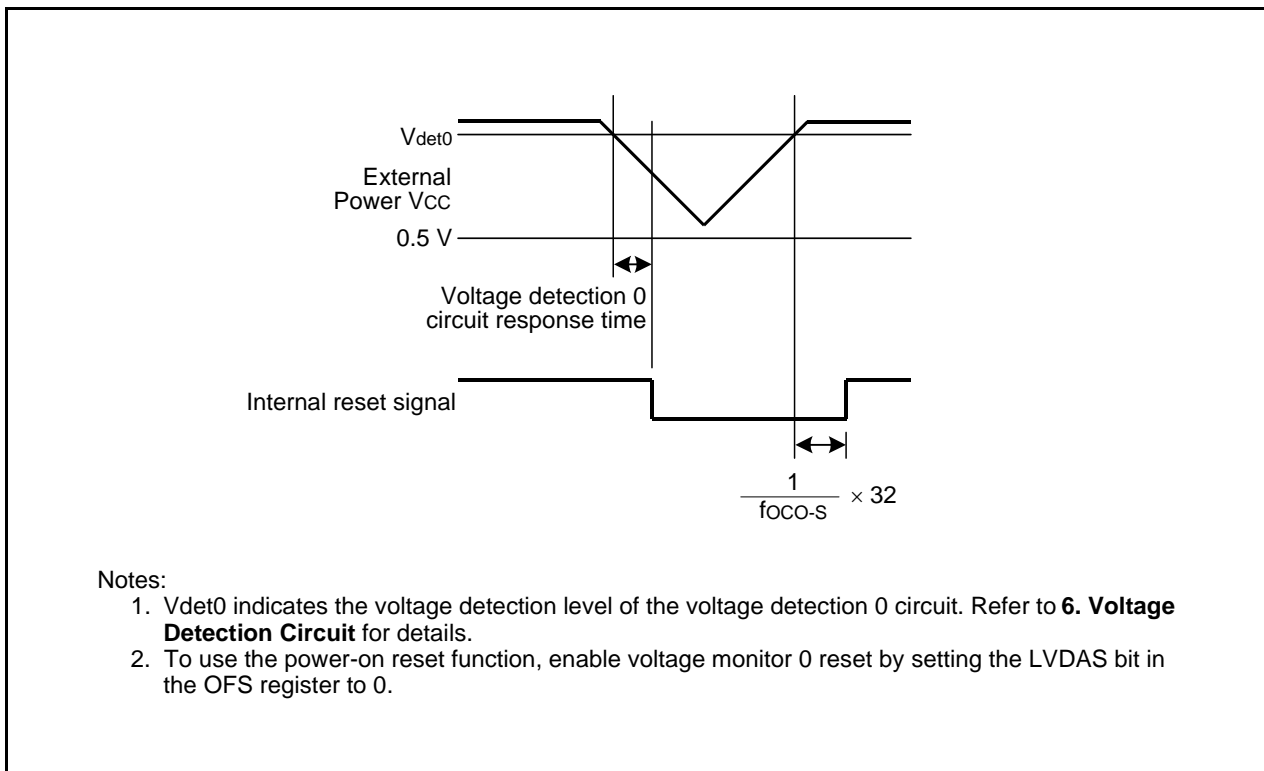 Vdet0
External
Power VCC
0.5 V
Voltage detection 0
circuit response time
Internal reset signal
1
fOCO-S
× 32
Notes:
1. Vdet0 indicates the voltage detection level of the voltage detection 0 circuit. Refer to 6. Voltage
Detection Circuit for details.
2. To use the power-on reset function, enable voltage monitor 0 reset by setting the LVDAS bit in
the OFS register to 0.